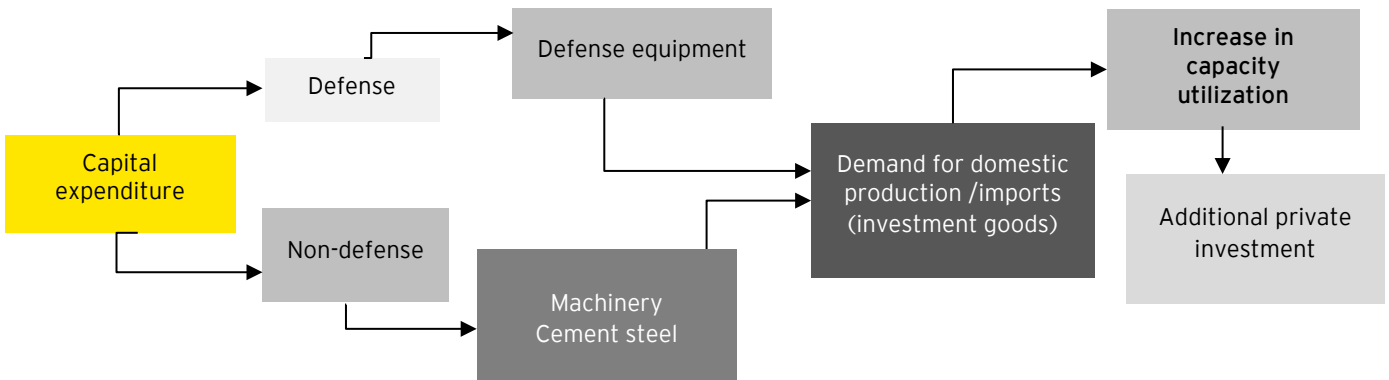 Capital
expenditure
Defense
Non-defense
Defense equipment
Machinery
Cement steel
Demand for domestic
production /imports
(investment goods)
Increase in
capacity
utilization
Additional private
investment